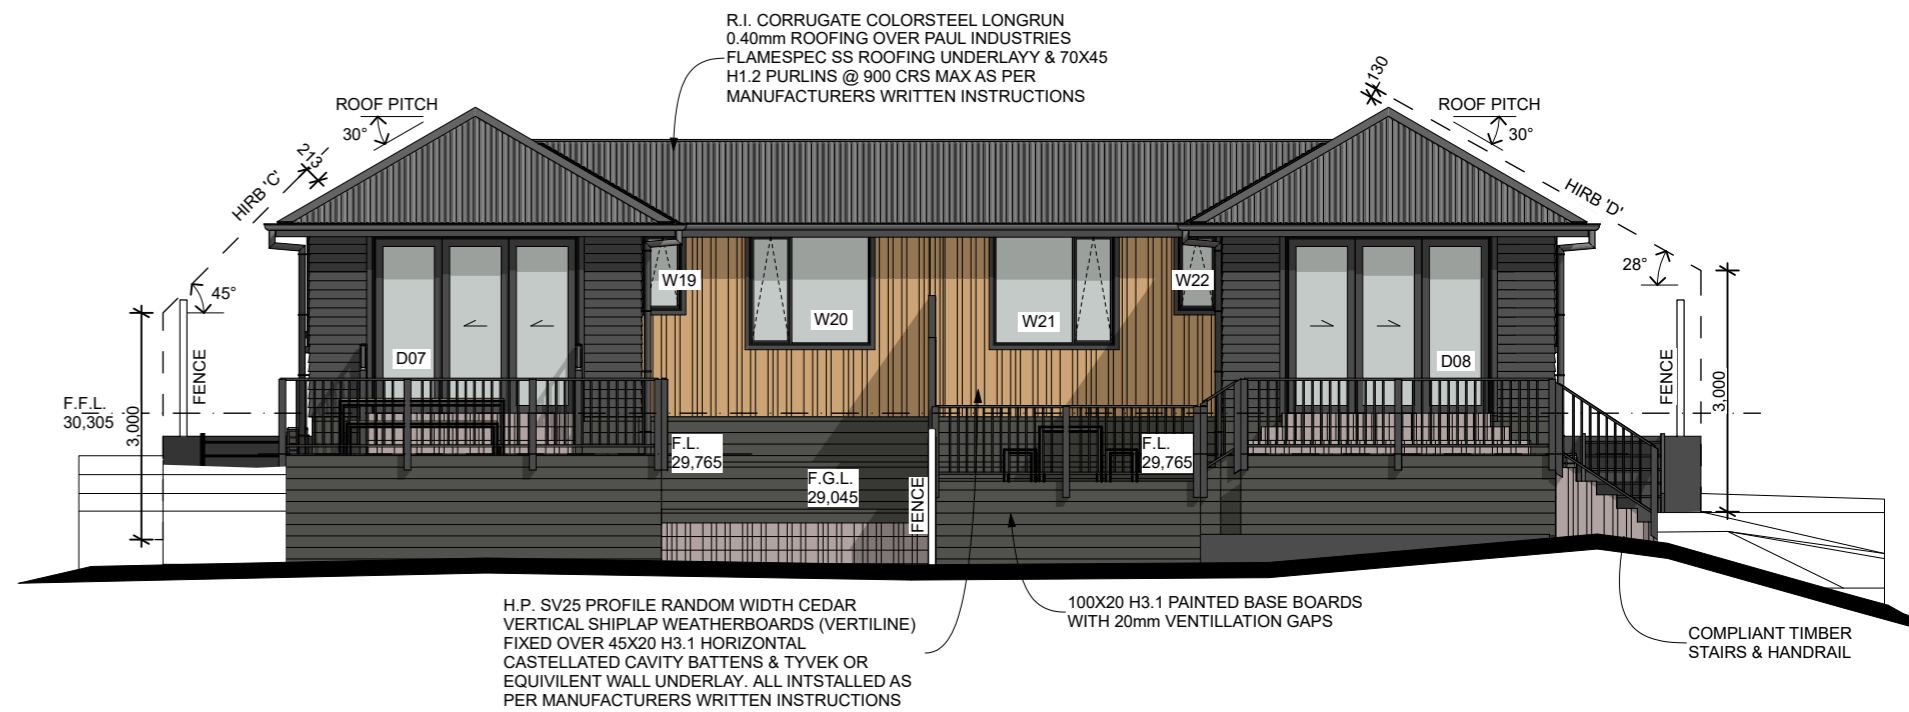 R.I. CORRUGATE COLORSTEEL LONGRUN
0.40mm ROOFING OVER PAUL INDUSTRIES
FLAMESPEC SS ROOFING UNDERLAYY & 70X45
H1.2 PURLINS @ 900 CRS MAX AS PER
MANUFACTURERS WRITTEN INSTRUCTIONS
ROOF PITCH
30°
213
HIRB 'C'
45°
130
ROOF PITCH
30°
HIRB 'D'
28°
W19
W20
W21
W22
D07
D08
FENCE
FENCE
3,000
3,000
F.F.L.
30,305
F.L.
29,765
F.L.
29,765
F.G.L.
29,045
FENCE
H.P. SV25 PROFILE RANDOM WIDTH CEDAR
VERTICAL SHIPLAP WEATHERBOARDS (VERTILINE)
FIXED OVER 45X20 H3.1 HORIZONTAL
CASTELLATED CAVITY BATTENS & TYVEK OR
EQUIVILENT WALL UNDERLAY. ALL INTSTALLED AS
PER MANUFACTURERS WRITTEN INSTRUCTIONS
100X20 H3.1 PAINTED BASE BOARDS
WITH 20mm VENTILLATION GAPS
COMPLIANT TIMBER
STAIRS & HANDRAIL